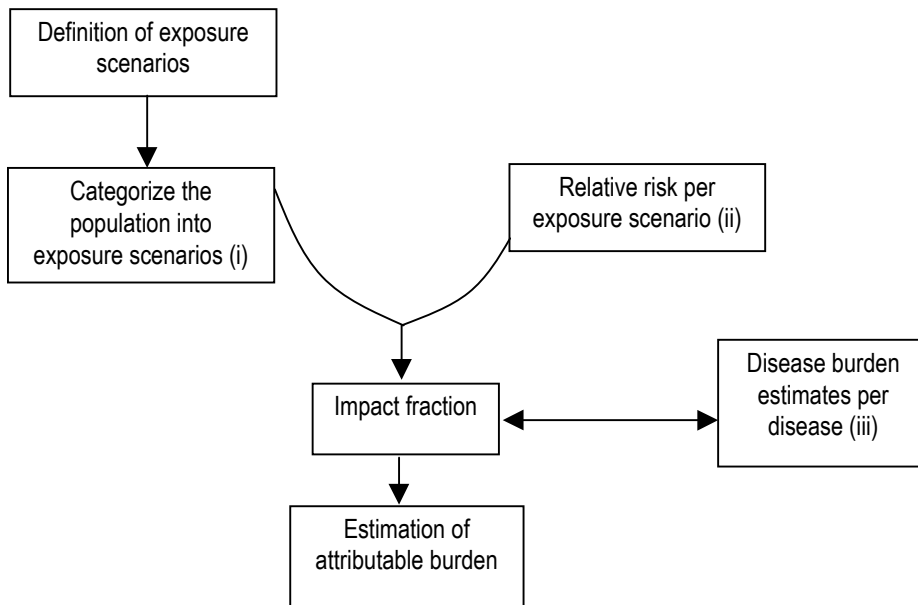 Definition of exposure
scenarios
Categorize the
population into
exposure scenarios (i)
Relative risk per
exposure scenario (ii)
Impact fraction
Disease burden
estimates per
disease (iii)
Estimation of
attributable burden